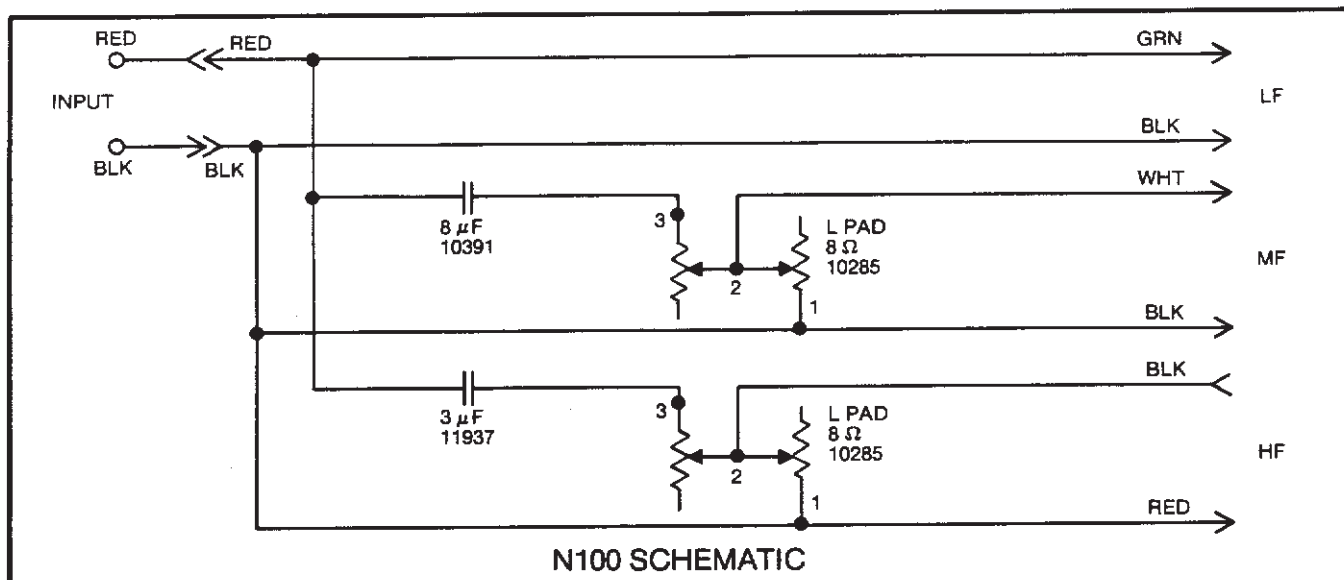 RED
RED
GRN
INPUT
LF
BLK
BLK
BLK
WHT
8 µF
10391
3
L PAD
8 Ω
10285
2
1
MF
BLK
BLK
3 µF
11937
3
L PAD
8 Ω
10285
2
1
HF
RED
N100 SCHEMATIC